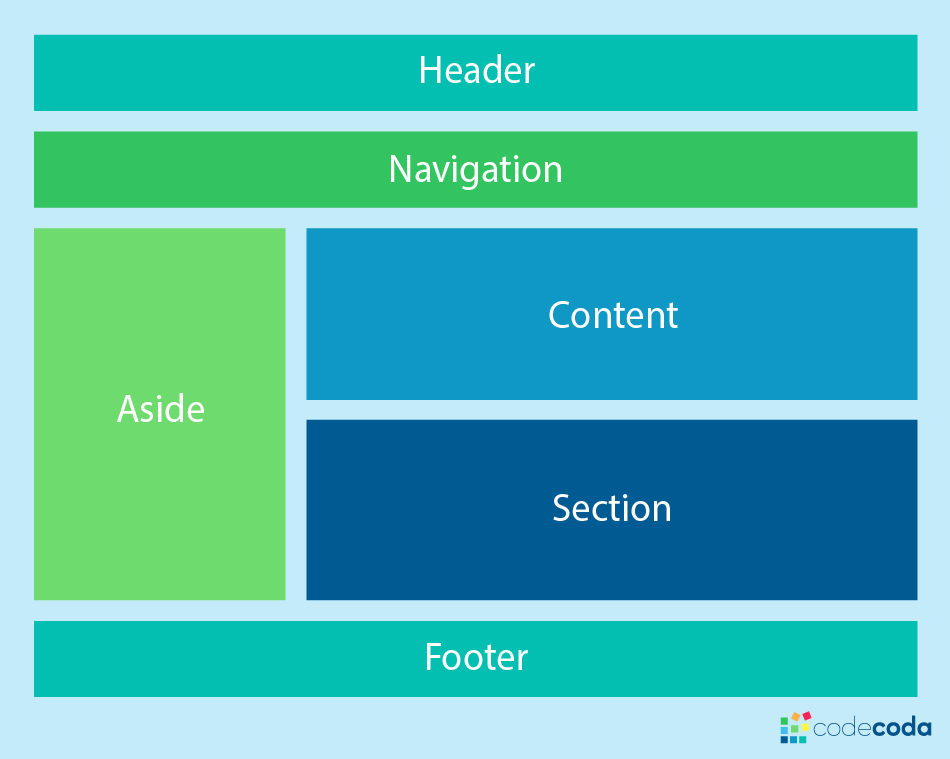 Header
Navigation
Content
Aside
Section
Footer
codecoda